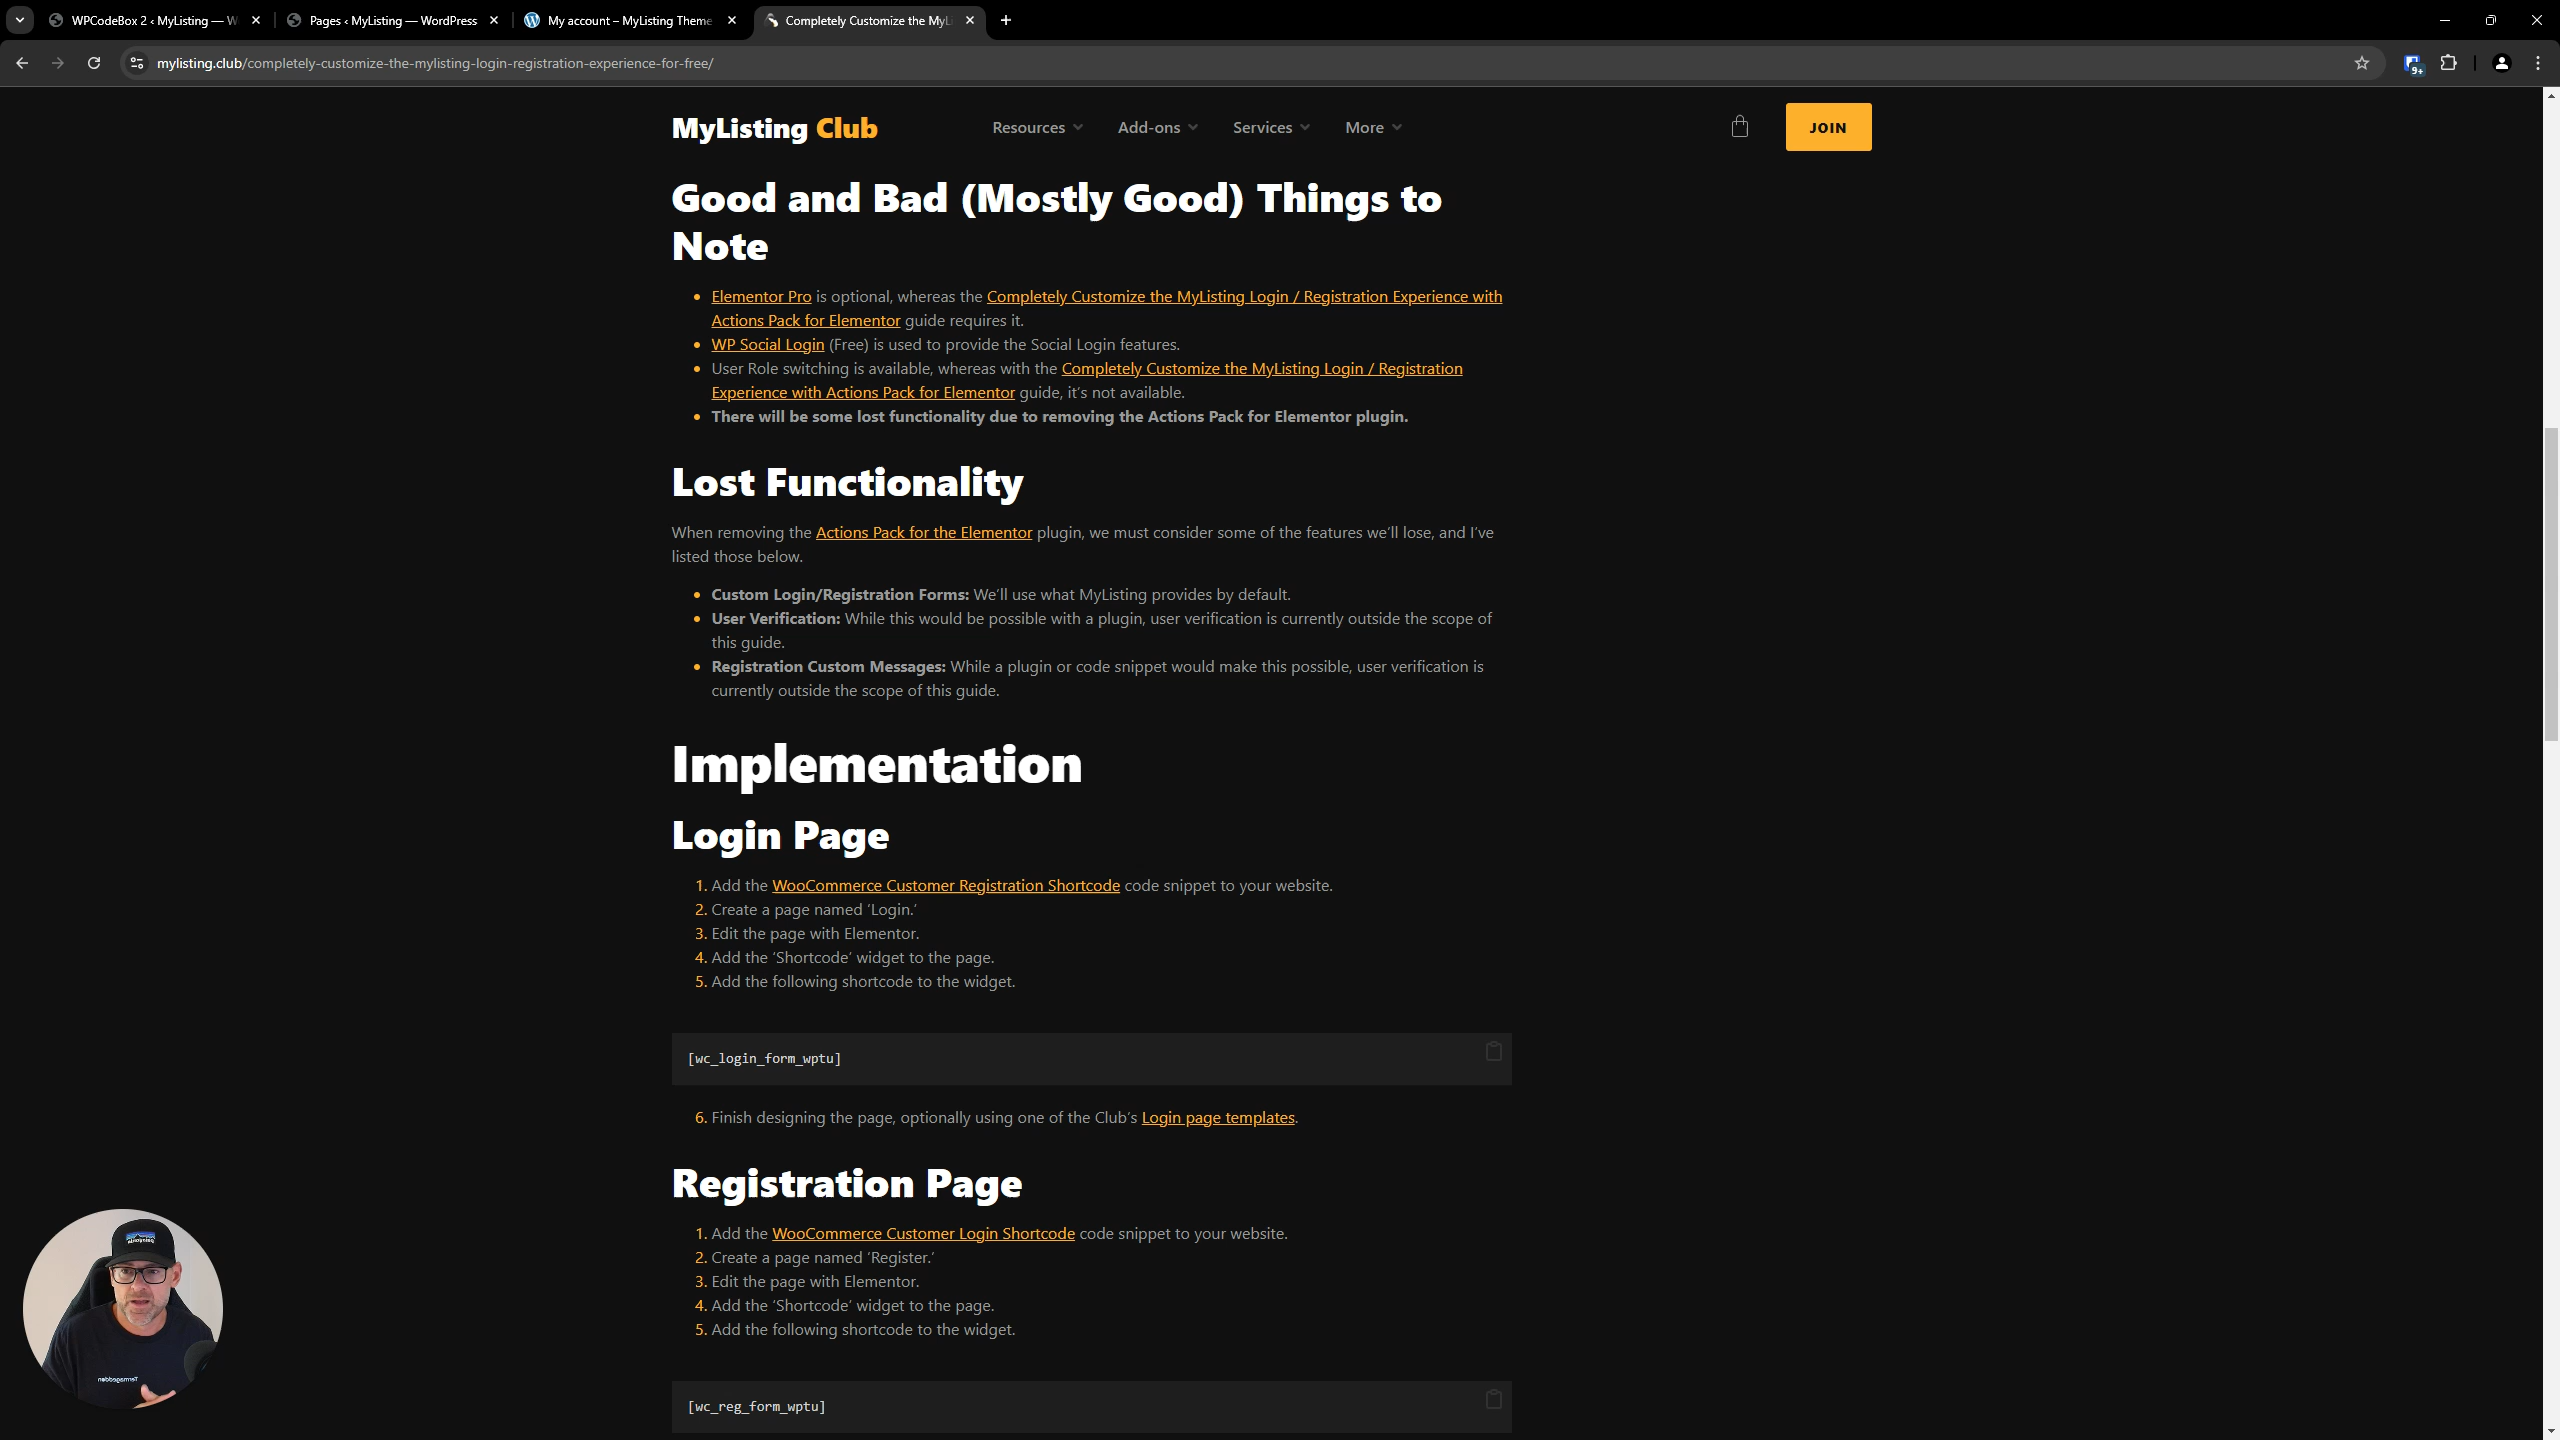 WPCodeBox 2 ‹ MyListing — W
Pages ‹ MyListing — WordPress
My account – MyListing Theme
Completely Customize the MyLi
mylisting.club/completely-customize-the-mylisting-login-registration-experience-for-free/
9+
MyListing Club
Resources
Add-ons
Services
More
JOIN
Good and Bad (Mostly Good) Things to
Note
Elementor Pro is optional, whereas the Completely Customize the MyListing Login / Registration Experience with
Actions Pack for Elementor guide requires it.
WP Social Login (Free) is used to provide the Social Login features.
User Role switching is available, whereas with the Completely Customize the MyListing Login / Registration
Experience with Actions Pack for Elementor guide, it’s not available.
There will be some lost functionality due to removing the Actions Pack for Elementor plugin.
Lost Functionality
When removing the Actions Pack for the Elementor plugin, we must consider some of the features we’ll lose, and I’ve
listed those below.
Custom Login/Registration Forms: We’ll use what MyListing provides by default.
User Verification: While this would be possible with a plugin, user verification is currently outside the scope of
this guide.
Registration Custom Messages: While a plugin or code snippet would make this possible, user verification is
currently outside the scope of this guide.
Implementation
Login Page
1. Add the WooCommerce Customer Registration Shortcode code snippet to your website.
2. Create a page named ‘Login.’
3. Edit the page with Elementor.
4. Add the ‘Shortcode’ widget to the page.
5. Add the following shortcode to the widget.
[wc_login_form_wptu]
6. Finish designing the page, optionally using one of the Club’s Login page templates.
Registration Page
1. Add the WooCommerce Customer Login Shortcode code snippet to your website.
2. Create a page named ‘Register.’
3. Edit the page with Elementor.
4. Add the ‘Shortcode’ widget to the page.
5. Add the following shortcode to the widget.
[wc_reg_form_wptu]
Termageddon